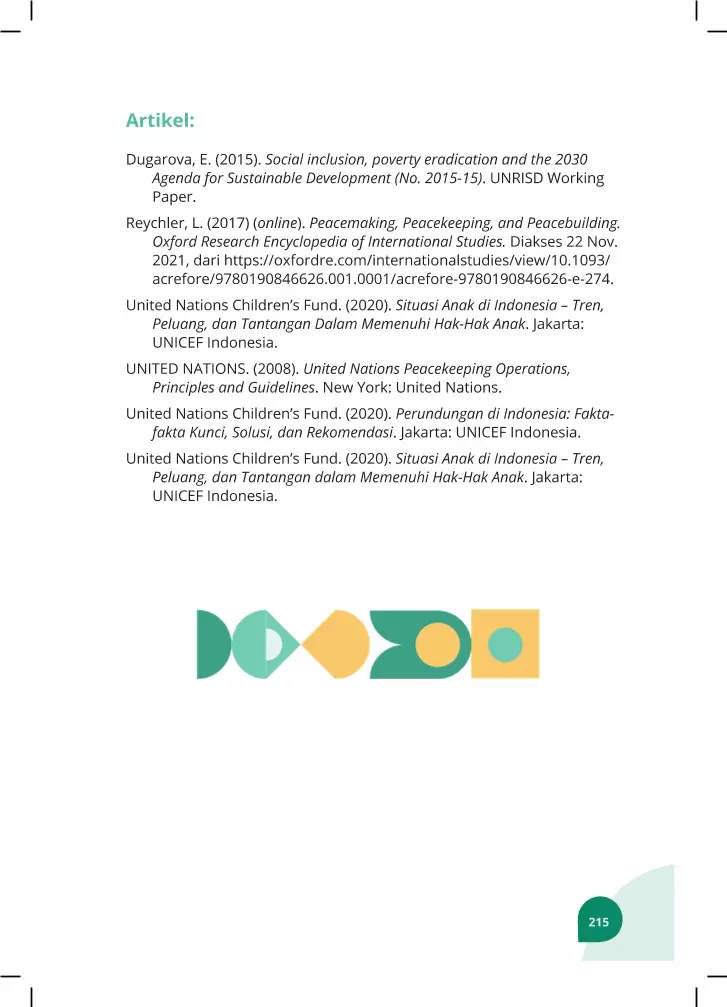 Artikel:
Dugarova, E. (2015). Social inclusion, poverty eradication and the 2030
Agenda for Sustainable Development (No. 2015-15). UNRISD Working
Paper.
Reychler, L. (2017) (online). Peacemaking, Peacekeeping, and Peacebuilding.
Oxford Research Encyclopedia of International Studies. Diakses 22 Nov.
2021, dari https://oxfordre.com/internationalstudies/view/10.1093/
acrefore/9780190846626.001.0001/acrefore-9780190846626-e-274.
United Nations Children’s Fund. (2020). Situasi Anak di Indonesia – Tren,
Peluang, dan Tantangan Dalam Memenuhi Hak-Hak Anak. Jakarta:
UNICEF Indonesia.
UNITED NATIONS. (2008). United Nations Peacekeeping Operations,
Principles and Guidelines. New York: United Nations.
United Nations Children’s Fund. (2020). Perundungan di Indonesia: Fakta-
fakta Kunci, Solusi, dan Rekomendasi. Jakarta: UNICEF Indonesia.
United Nations Children’s Fund. (2020). Situasi Anak di Indonesia – Tren,
Peluang, dan Tantangan dalam Memenuhi Hak-Hak Anak. Jakarta:
UNICEF Indonesia.
215